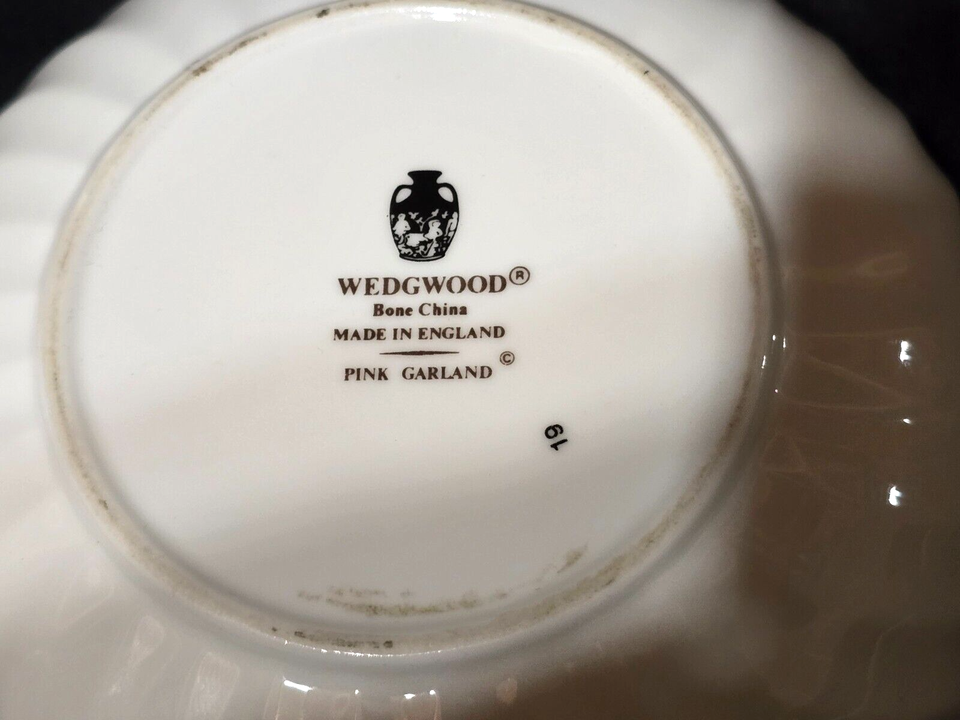 WEDGWOOD®
Bone China
MADE IN ENGLAND
PINK GARLAND ©
19